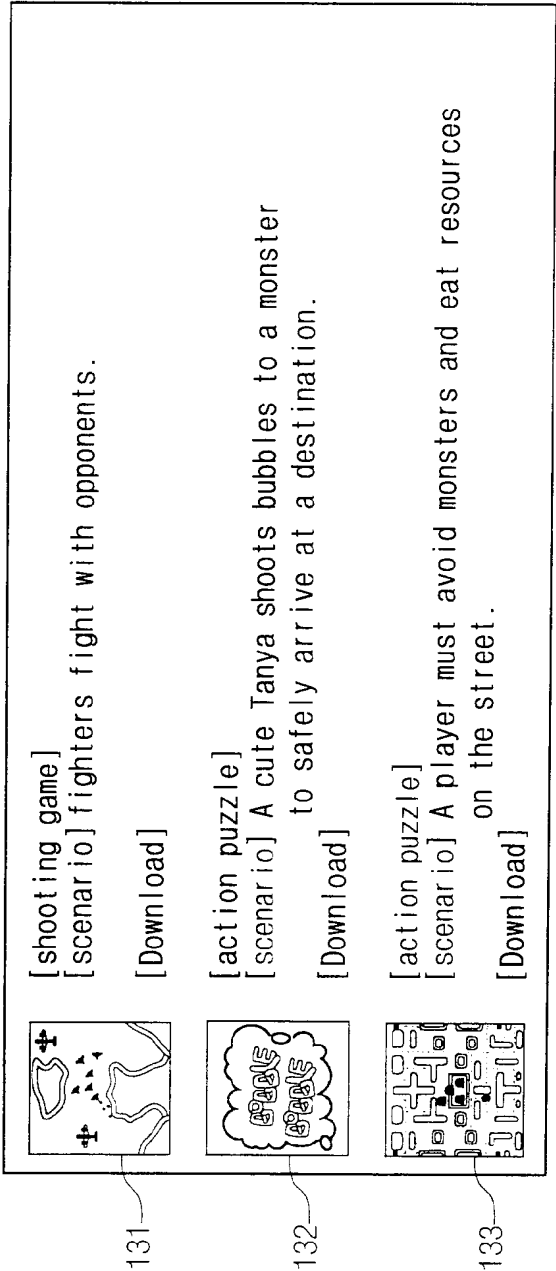 131
[shooting game]
[scenario] fighters fight with opponents.
[Download]
132
BOBBLE
BOBBLE
[action puzzle]
[scenario] A cute Tanya shoots bubbles to a monster
to safely arrive at a destination.
[Download]
133
[action puzzle]
[scenario] A player must avoid monsters and eat resources
on the street.
[Download]